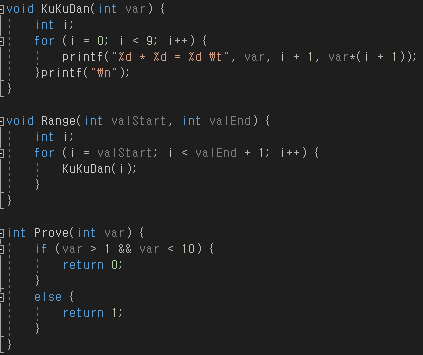 void KuKuDan(int var) {
int i;
for (i = 0; i < 9; i++) {
printf("%d * %d = %d ₩t", var, i + 1, var*(i + 1));
}printf("₩n");
}
void Range(int valStart, int valEnd) {
int i;
for (i = valStart; i < valEnd + 1; i++) {
KuKuDan(i);
}
}
int Prove(int var) {
if (var > 1 && var < 10) {
return 0;
}
else {
return 1;
}
}